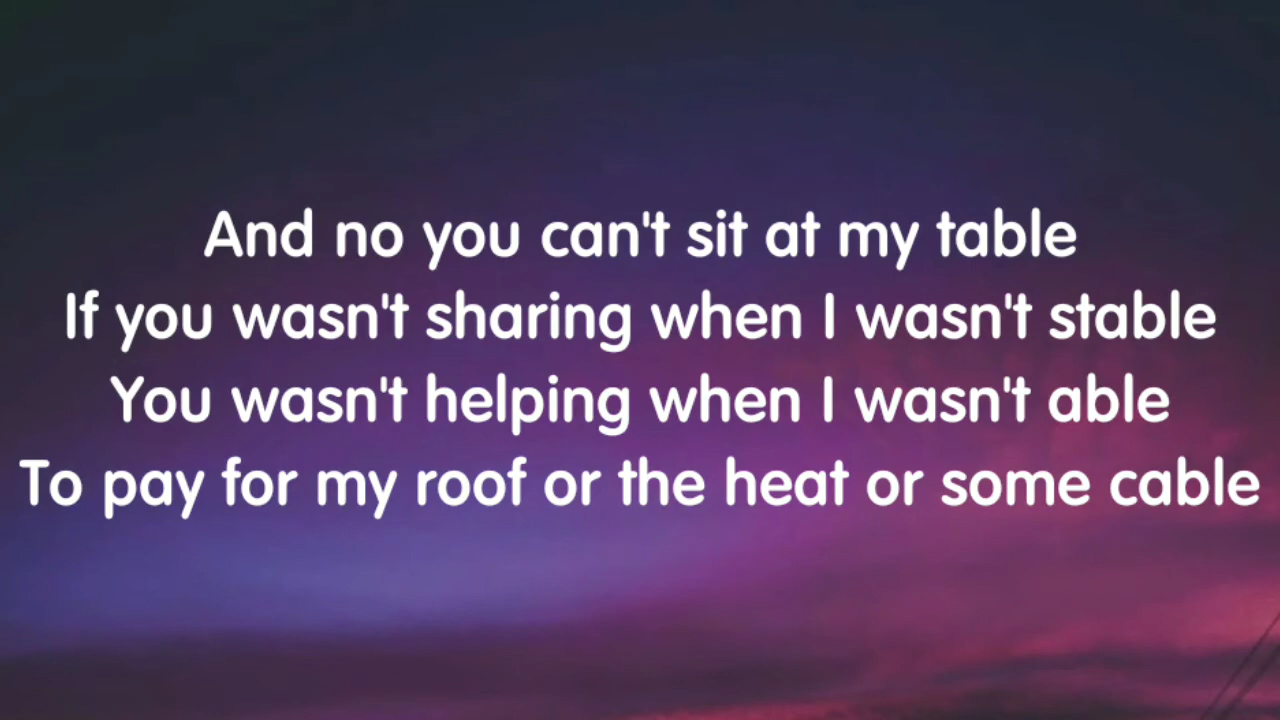 And no you can't sit at my table
If you wasn't sharing when I wasn't stable
You wasn't helping when I wasn't able
To pay for my roof or the heat or some cable